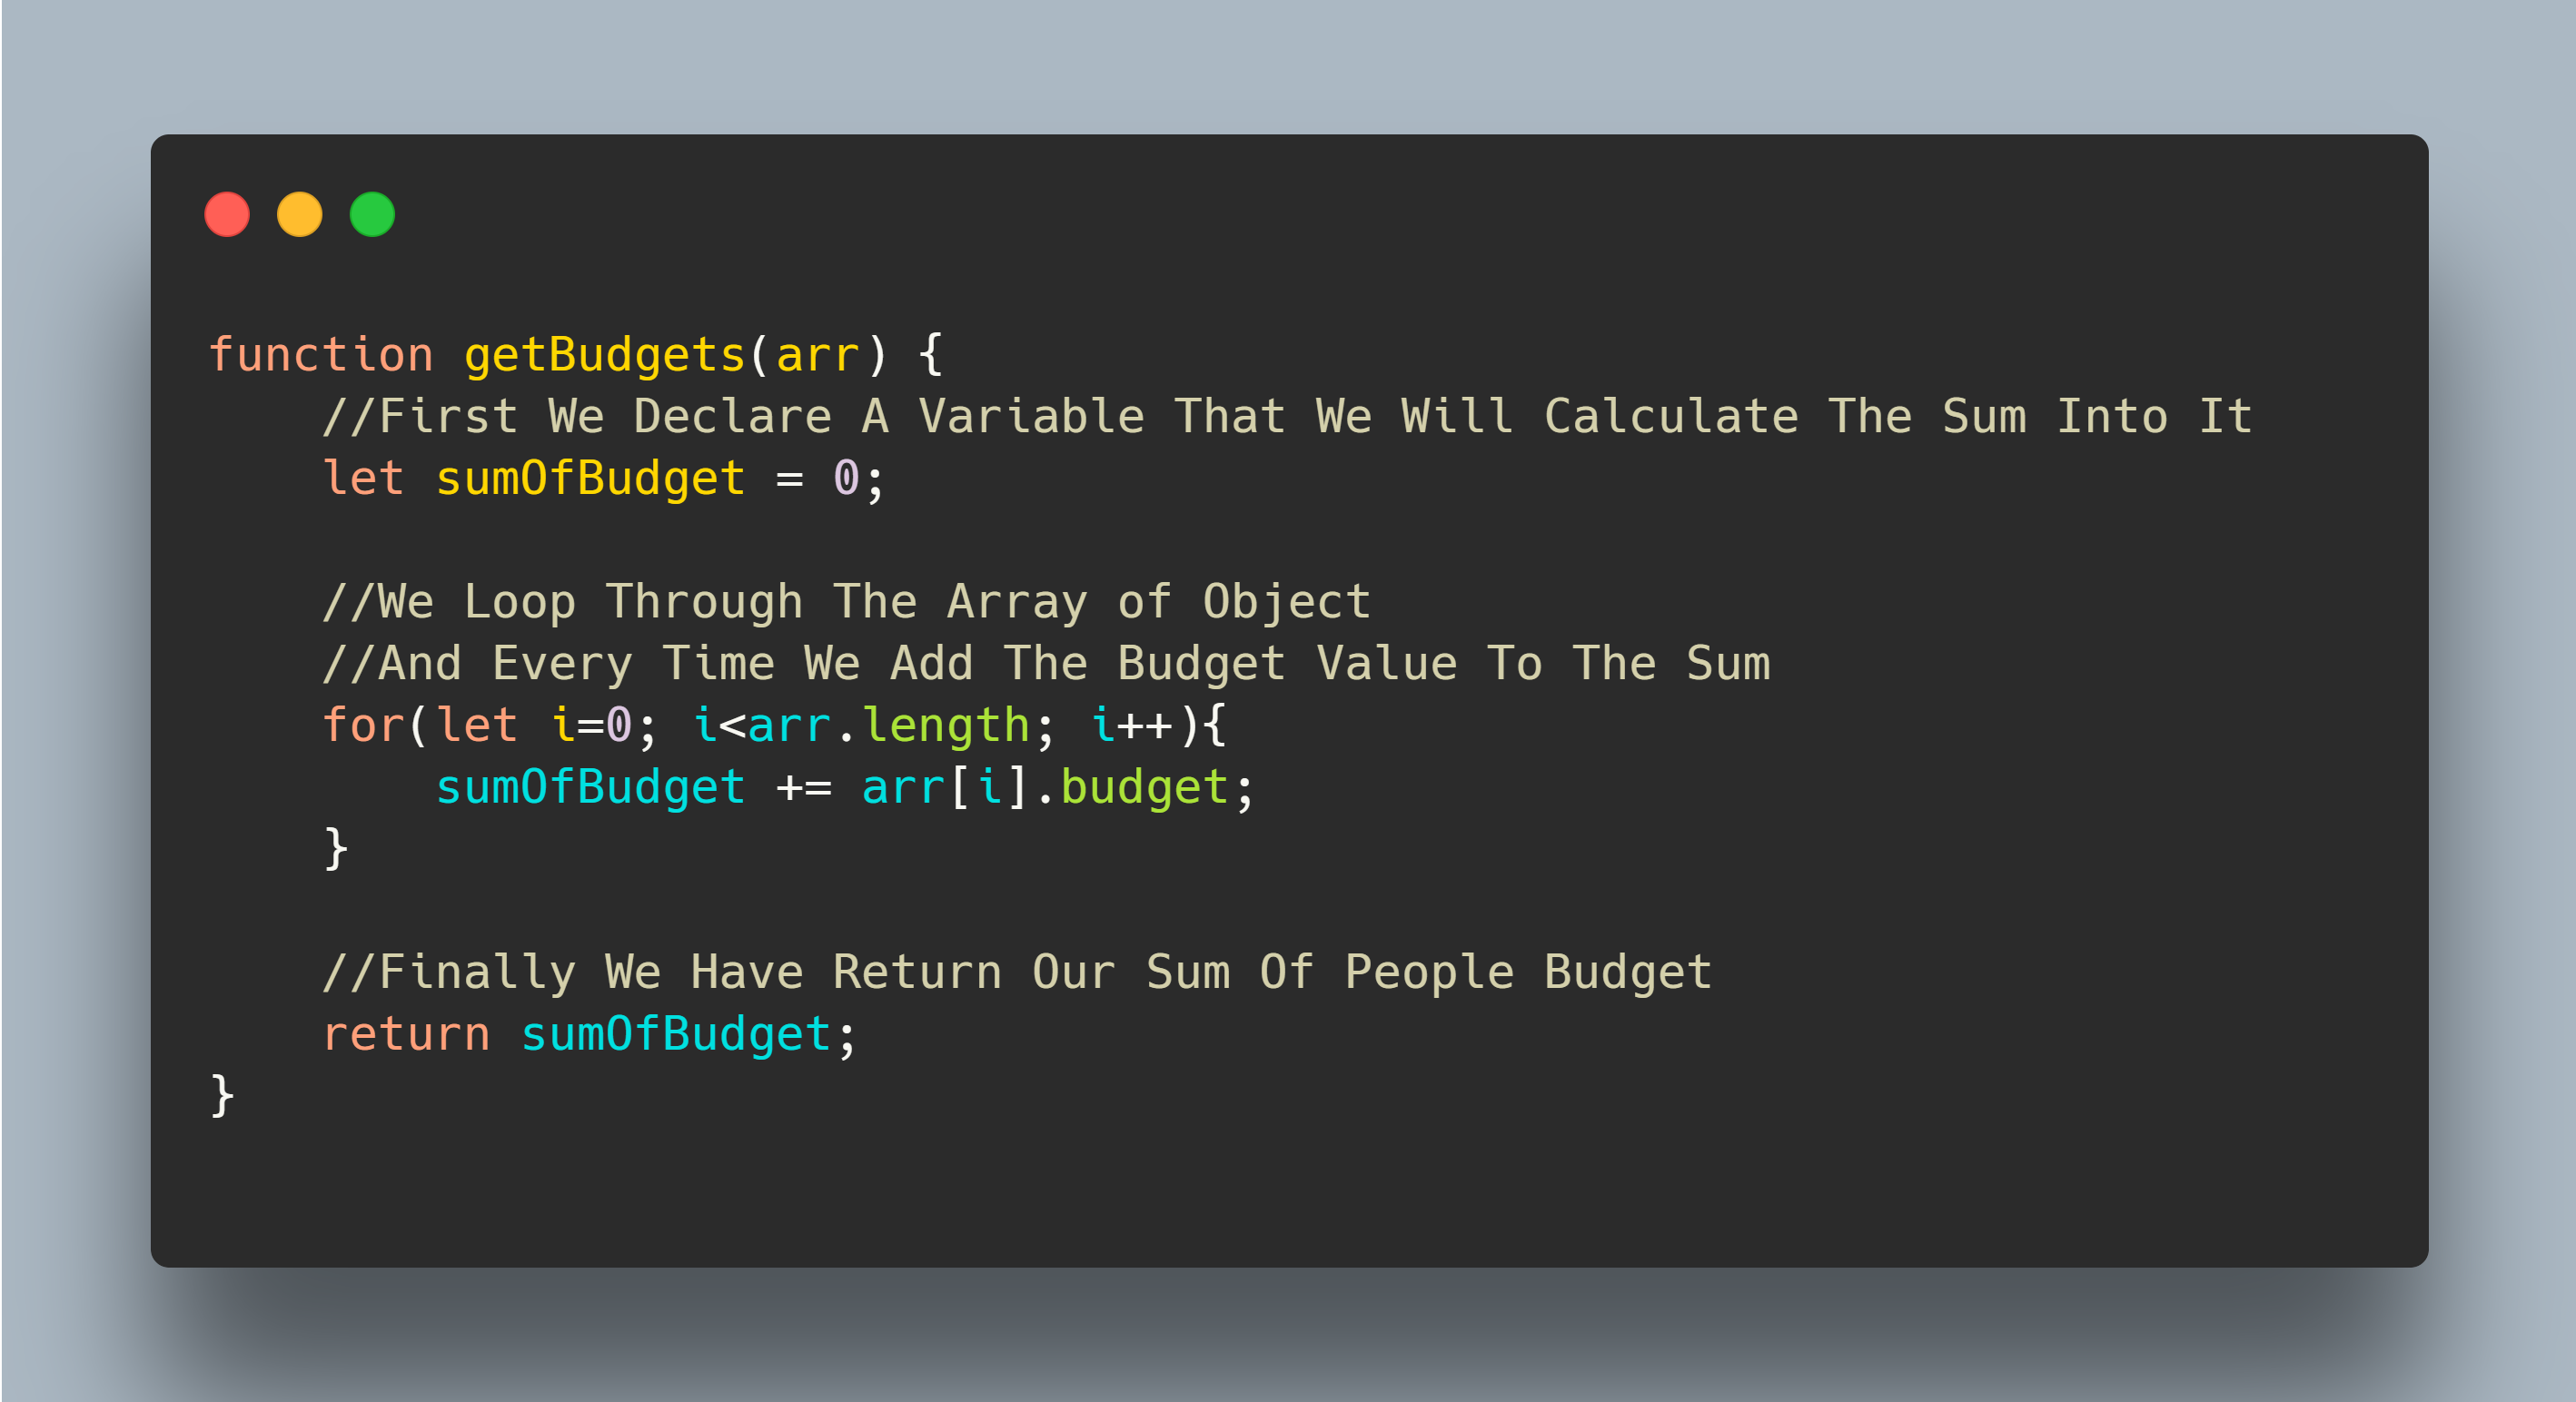 function getBudgets(arr) {
    //First We Declare A Variable That We Will Calculate The Sum Into It
    let sumOfBudget = 0;
    //We Loop Through The Array of Object
    //And Every Time We Add The Budget Value To The Sum
    for(let i=0; i<arr.length; i++){
        sumOfBudget += arr[i].budget;
    }
    //Finally We Have Return Our Sum Of People Budget
    return sumOfBudget;
}